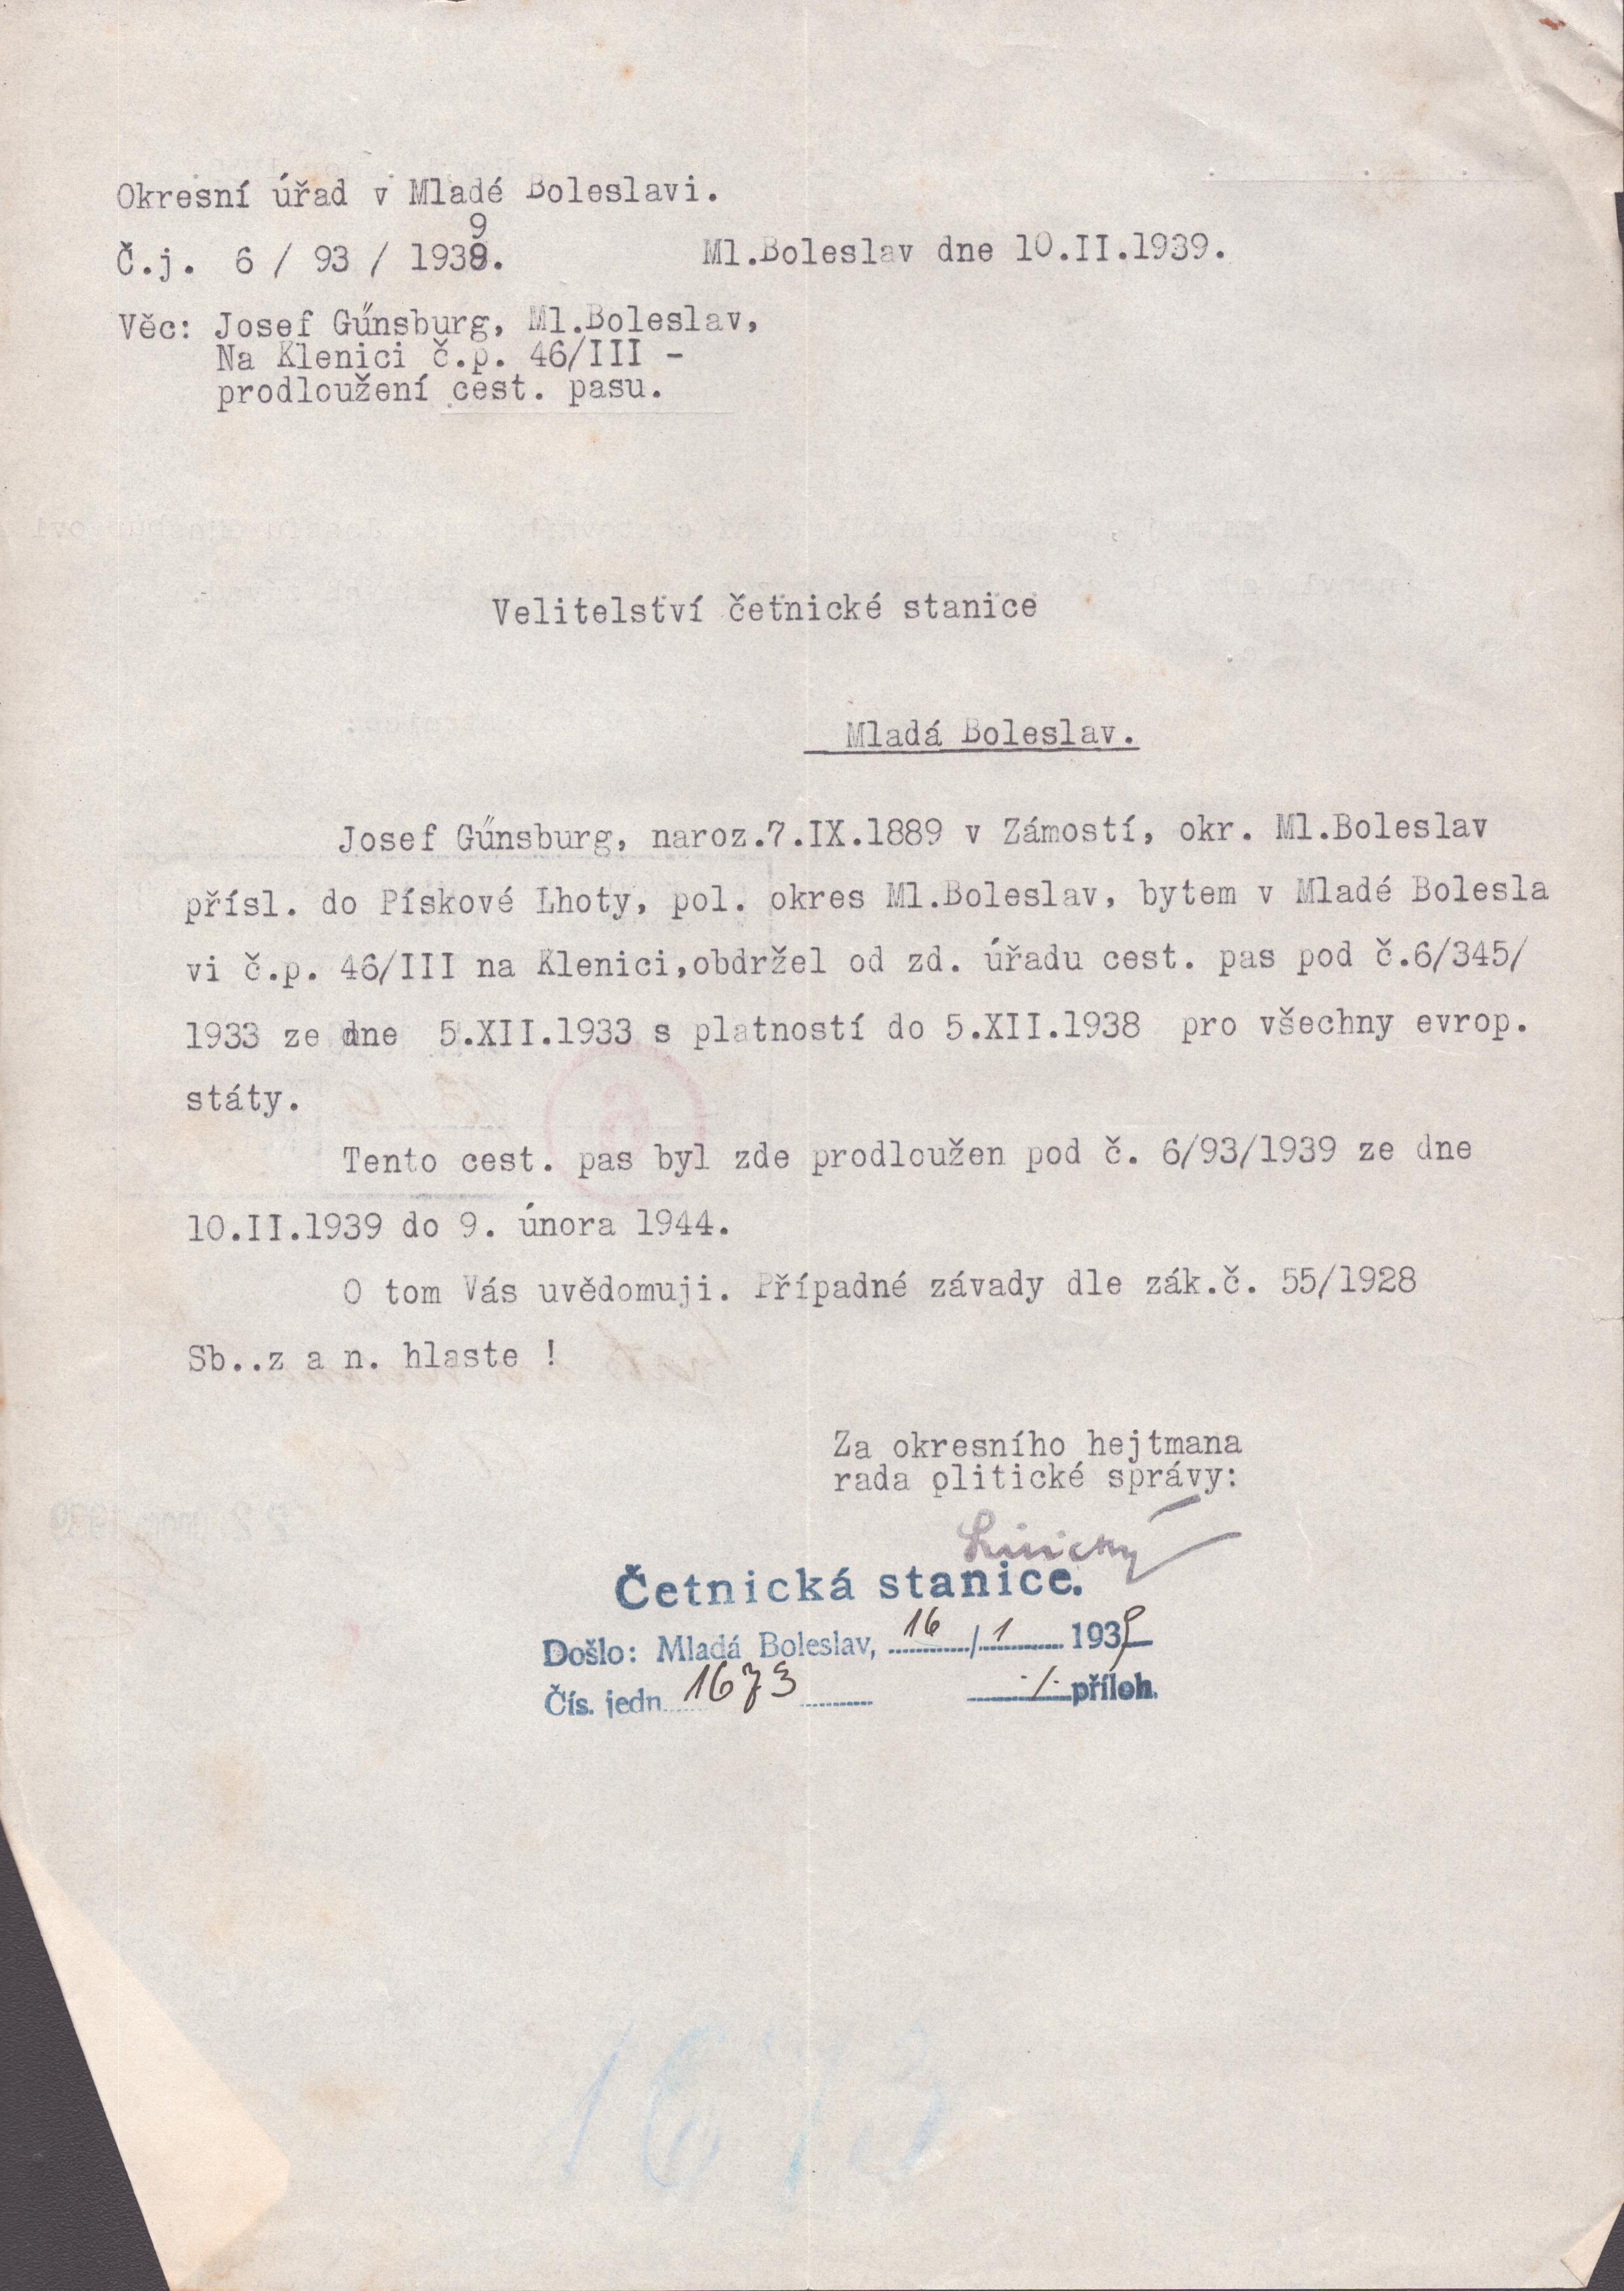 Okresní úřad v Mladé Boleslavi.
9
Č.j. 6 / 93 / 1938. Ml.Boleslav dne 10.II.1939.
Věc: Josef Gűnsburg, Ml.Boleslav,
Na Klenici č.p. 46/III -
prodloužení cest. pasu.
Velitelství četnické stanice
Mladá Boleslav.
Josef Gűnsburg, naroz.7.IX.1889 v Zámostí, okr. Ml.Boleslav
přísl. do Pískové Lhoty, pol. okres Ml.Boleslav, bytem v Mladé Bolesla
vi č.p. 46/III na Klenici,obdržel od zd. úřadu cest. pas pod č.6/345/
1933 ze dne 5.XII.1933 s platností do 5.XII.1938 pro všechny evrop.
státy.
Tento cest. pas byl zde prodloužen pod č. 6/93/1939 ze dne
10.II.1939 do 9. února 1944.
O tom Vás uvědomuji. Případné závady dle zák.č. 55/1928
Sb..z a n. hlaste !
Za okresního hejtmana
rada olitické správy:
Četnická stanice.
Došlo: Mladá Boleslav, 16/1 1939
Čís. jedn. 1673 ./. příloh.
1673